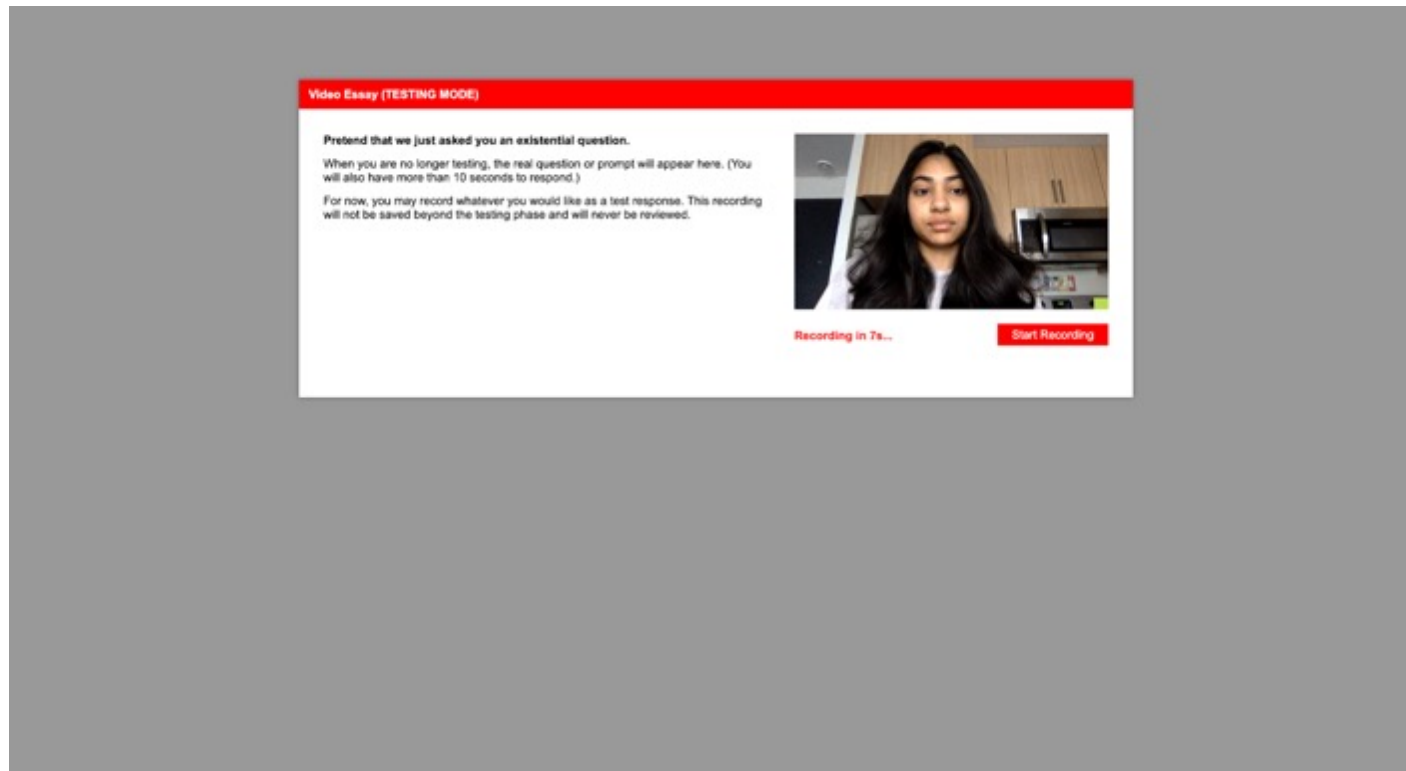 Video Essay (TESTING MODE)
Pretend that we just asked you an existential question.
When you are no longer testing, the real question or prompt will appear here. (You
will also have more than 10 seconds to respond.)
For now, you may record whatever you would like as a test response. This recording
will not be saved beyond the testing phase and will never be reviewed.
Recording in 7s...
Start Recording